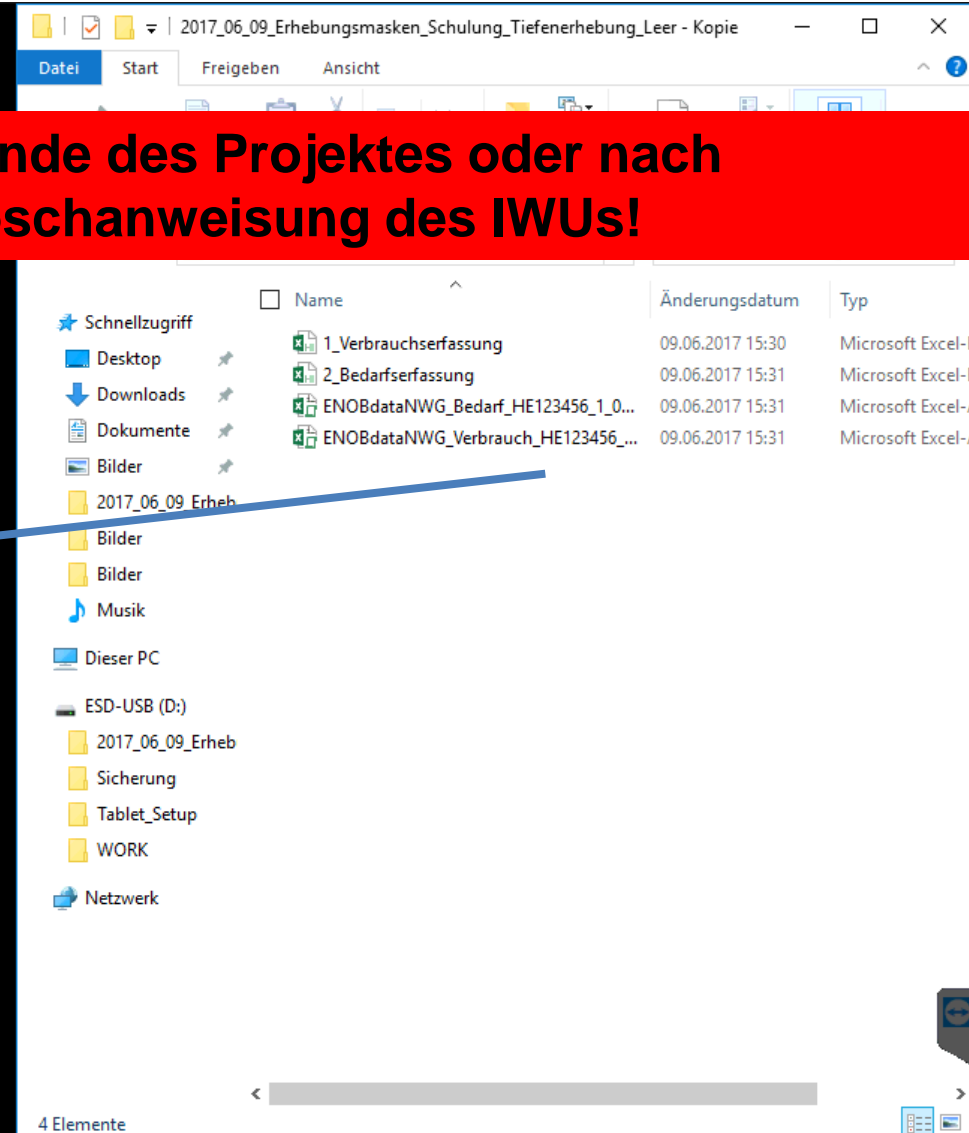 2017_06_09_Erhebungsmasken_Schulung_Tiefenerhebung_Leer - Kopie
Datei Start Freigeben Ansicht
nde des Projektes oder nach
schanweisung des IWUs!
Name Änderungsdatum Typ
Schnellzugriff
1_Verbrauchserfassung 09.06.2017 15:30 Microsoft Excel-
Desktop
2_Bedarfserfassung 09.06.2017 15:31 Microsoft Excel-
Downloads
ENOBdataNWG_Bedarf_HE123456_1_0... 09.06.2017 15:31 Microsoft Excel-
Dokumente
ENOBdataNWG_Verbrauch_HE123456_... 09.06.2017 15:31 Microsoft Excel-
Bilder
2017_06_09_Erheb
Bilder
Bilder
Musik
Dieser PC
ESD-USB (D:)
2017_06_09_Erheb
Sicherung
Tablet_Setup
WORK
Netzwerk
4 Elemente